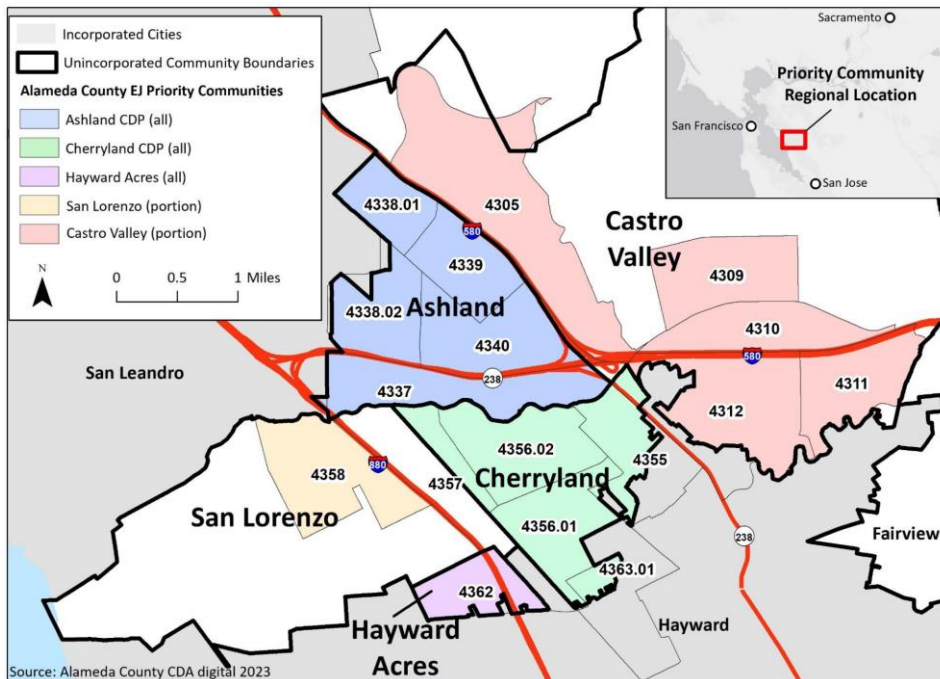 Incorporated Cities
Unincorporated Community Boundaries
Alameda County EJ Priority Communities
Ashland CDP (all)
Cherryland CDP (all)
Hayward Acres (all)
San Lorenzo (portion)
Castro Valley (portion)
N
0 0.5 1 Miles
Sacramento
Priority Community
Regional Location
San Francisco
San Jose
4338.01
4305
580
Castro
Valley
4339
4309
4338.02
Ashland
4310
4340
580
San Leandro
238
4337
4311
4312
4356.02
4355
4358
880
4357
Cherryland
San Lorenzo
4356.01
238
Fairview
4363.01
4362
Hayward
Hayward
Acres
Source: Alameda County CDA digital 2023